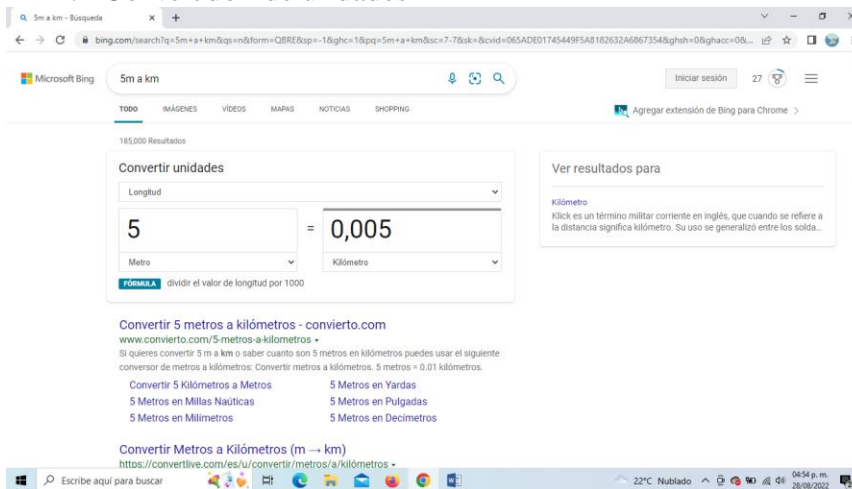 5m a km - Búsqueda
bing.com/search?q=5m+a+km&qs=n&form=QBRE&sp=-1&ghc=1&pq=5m+a+km&sc=7-7&sk=&cvid=065ADE01745449F5A8182632A6867354&ghsh=0&ghacc=0&...
Microsoft Bing
5m a km
Iniciar sesión
27
TODO IMÁGENES VÍDEOS MAPAS NOTICIAS SHOPPING
Agregar extensión de Bing para Chrome >
185,000 Resultados
Convertir unidades
Longitud
5 = 0,005
Metro Kilómetro
FÓRMULA dividir el valor de longitud por 1000
Ver resultados para
Kilómetro
Klick es un término militar corriente en inglés, que cuando se refiere a
la distancia significa kilómetro. Su uso se generalizó entre los solda...
Convertir 5 metros a kilómetros - convierto.com
www.convierto.com/5-metros-a-kilometros
Si quieres convertir 5 m a km o saber cuanto son 5 metros en kilómetros puedes usar el siguiente
conversor de metros a kilómetros: Convertir metros a kilómetros. 5 metros = 0.01 kilómetros.
Convertir 5 Kilómetros a Metros 5 Metros en Yardas
5 Metros en Millas Naúticas 5 Metros en Pulgadas
5 Metros en Milímetros 5 Metros en Decímetros
Convertir Metros a Kilómetros (m → km)
https://convertlive.com/es/u/convertir/metros/a/kilómetros
Escribe aquí para buscar
22°C Nublado
04:54 p. m.
28/08/2022